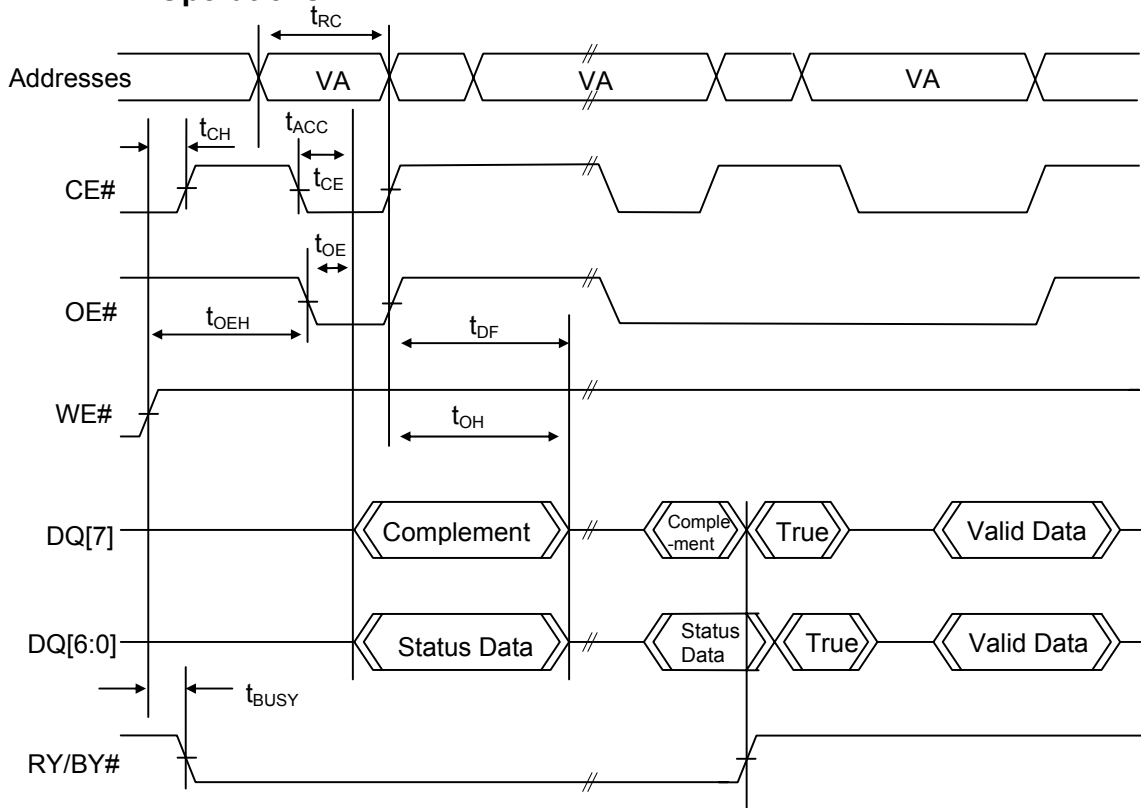 tRC
Addresses
VA
VA
VA
tCH
tACC
CE#
tCE
tOE
OE#
tOEH
tDF
WE#
tOH
DQ[7]
Complement
Comple
-ment
True
Valid Data
DQ[6:0]
Status Data
Status
Data
True
Valid Data
tBUSY
RY/BY#